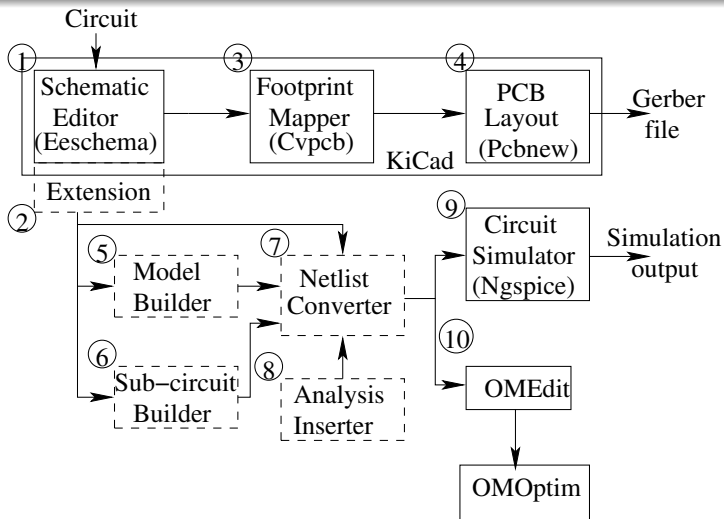 Circuit
1
Schematic
Editor
(Eeschema)
3
Footprint
Mapper
(Cvpcb)
4
PCB
Layout
(Pcbnew)
Gerber
file
KiCad
Extension
2
5
Model
Builder
7
Netlist
Converter
9
Circuit
Simulator
(Ngspice)
Simulation
output
6
Sub-circuit
Builder
8
Analysis
Inserter
10
OMEdit
OMOptim